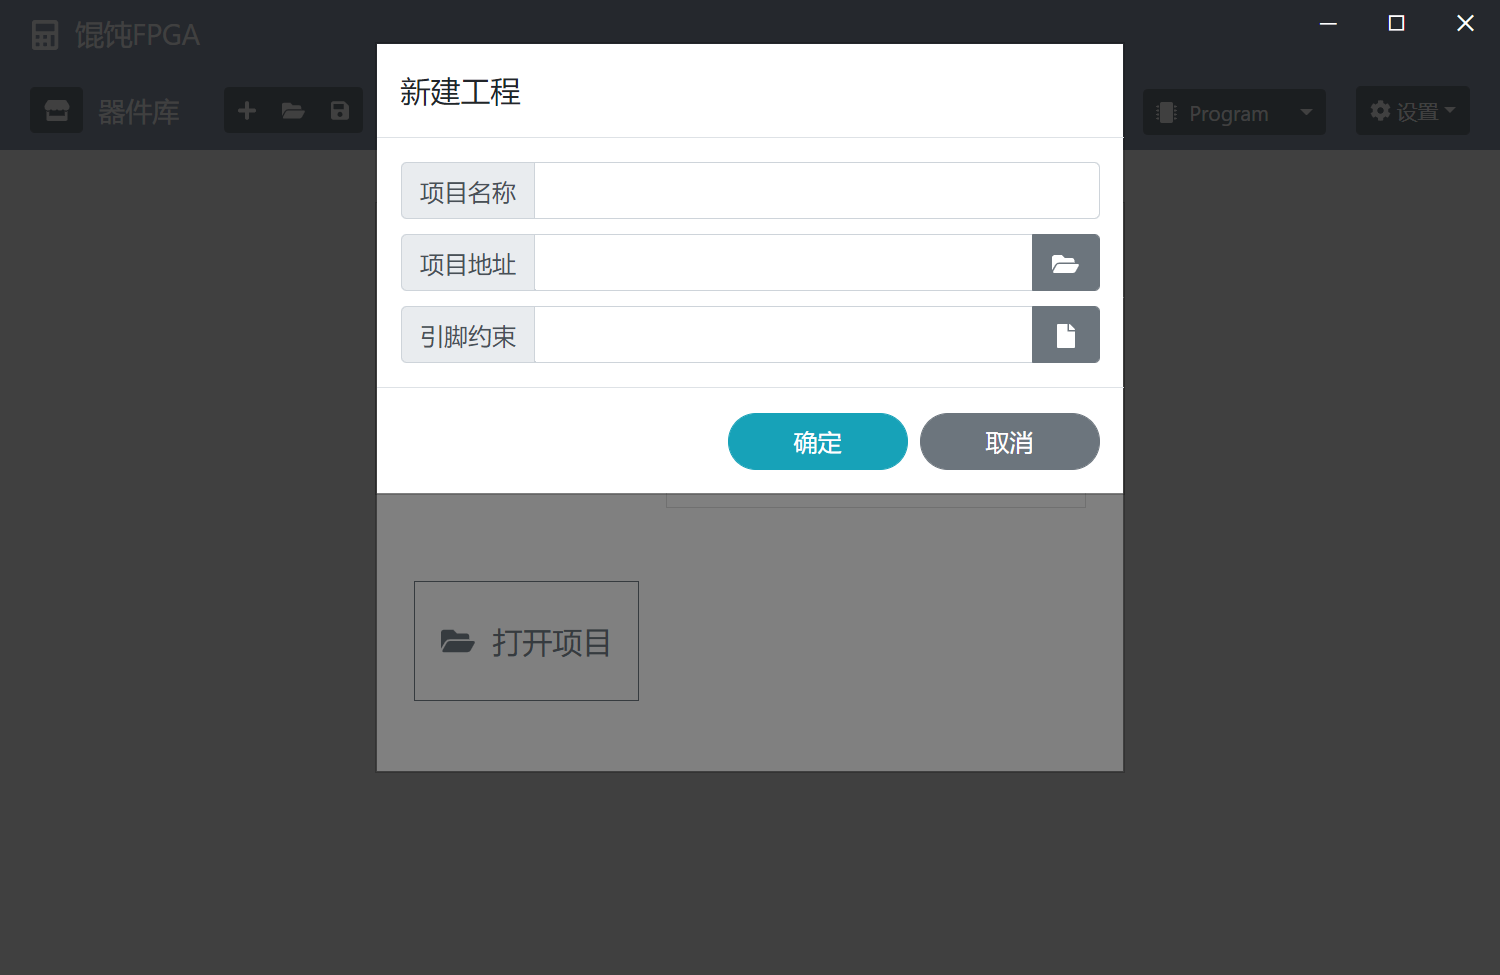 馄饨FPGA
器件库
Program
设置
新建工程
项目名称
项目地址
引脚约束
确定
取消
打开项目